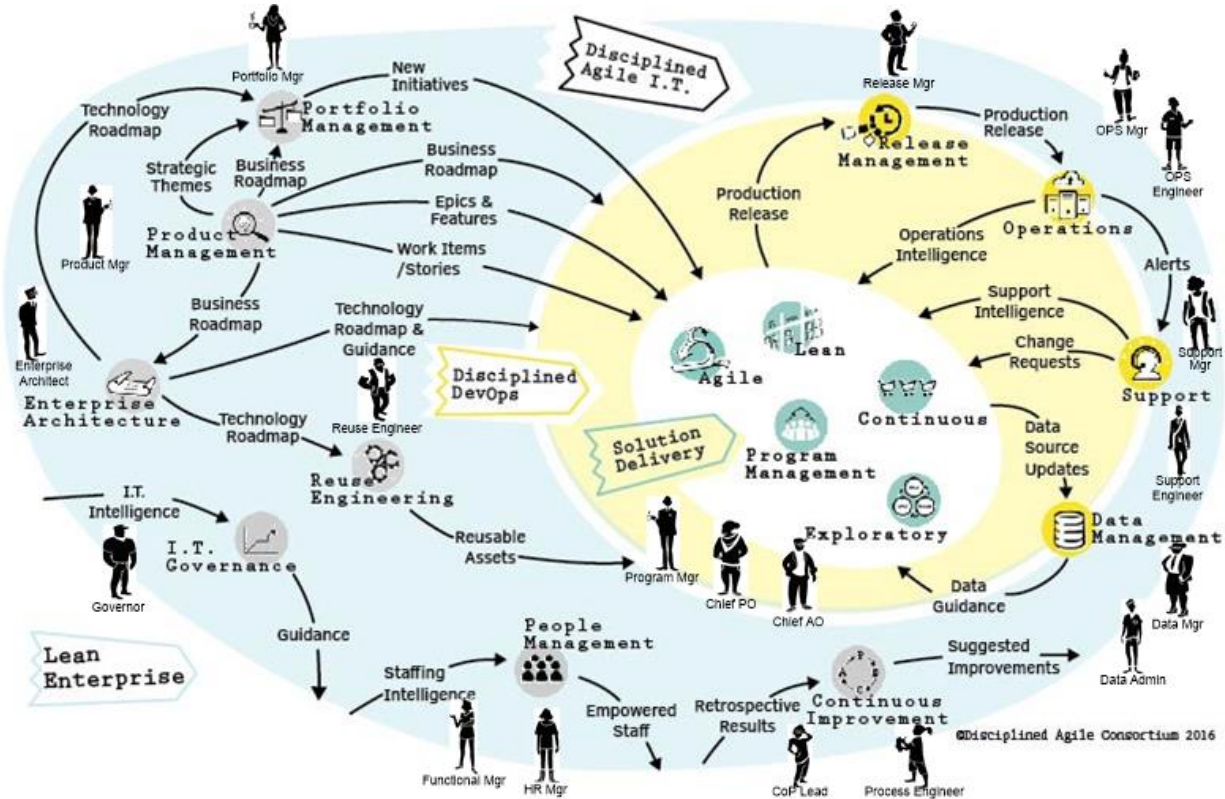 Portfolio Mgr
New
Initiatives
Disciplined
Agile I.T.
Release Mgr
OPS Mgr
Technology
Roadmap
Portfolio
Management
Strategic
Themes
Business
Roadmap
Business
Roadmap
Release
Management
Production
Release
OPS
Engineer
Production
Release
Epics &
Features
Product Mgr
Product
Management
Work Items
/Stories
Operations
Intelligence
Operations
Alerts
Business
Roadmap
Technology
Roadmap &
Guidance
Support
Intelligence
Enterprise
Architect
Change
Requests
Support
Mgr
Lean
Agile
Disciplined
DevOps
Support
Enterprise
Architecture
Reuse Engineer
Technology
Roadmap
Continuous
Solution
Delivery
Program
Management
Data
Source
Updates
Support
Engineer
Reuse
Engineering
I.T.
Intelligence
I.T.
Governance
Reusable
Assets
Exploratory
Data
Management
Program Mgr
Governor
Chief PO
Chief AO
Data
Guidance
Data Mgr
Guidance
People
Management
Lean
Enterprise
Staffing
Intelligence
Suggested
Improvements
Data Admin
Empowered
Staff
Retrospective
Results
Continuous
Improvement
P
D
C
A
©Disciplined Agile Consortium 2016
Functional Mgr
HR Mgr
CoP Lead
Process Engineer